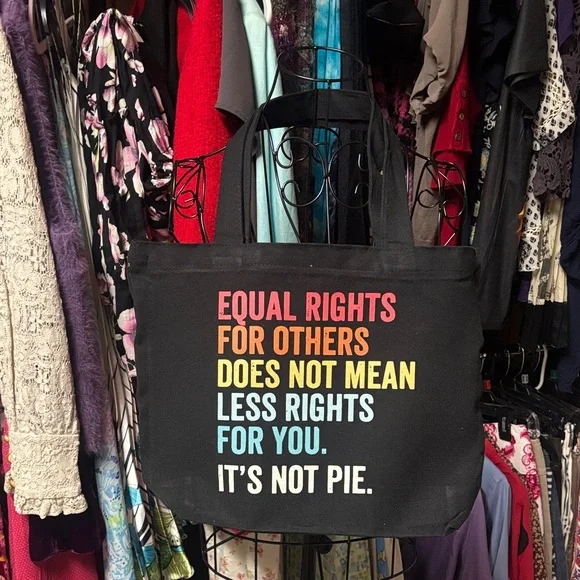 EQUAL RIGHTS
FOR OTHERS
DOES NOT MEAN
LESS RIGHTS
FOR YOU.
IT'S NOT PIE.